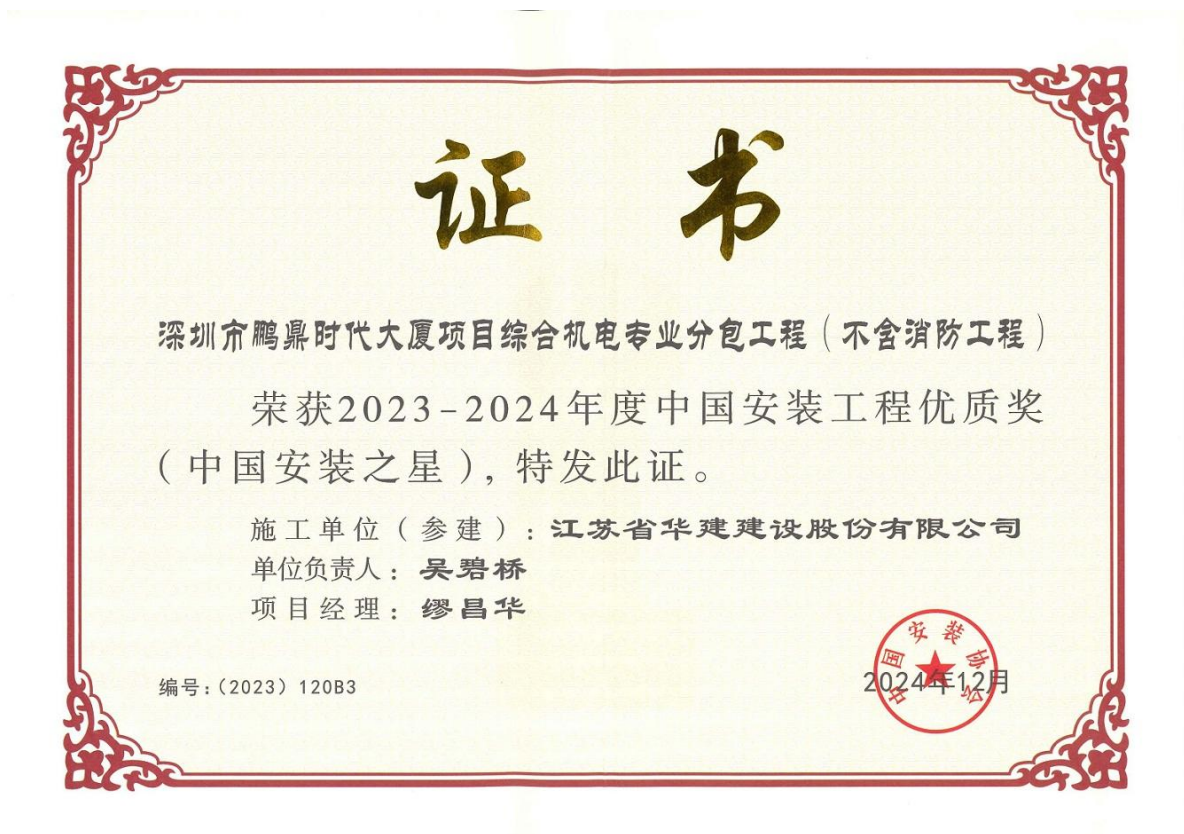 证 书
深圳市鹏鼎时代大厦项目综合机电专业分包工程（不含消防工程）
荣获2023-2024年度中国安装工程优质奖
（中国安装之星），特发此证。
施工单位（参建）：江苏省华建建设股份有限公司
单位负责人：吴碧桥
项目经理：缪昌华
编号：（2023）120B3
2024年12月
中国安装协会